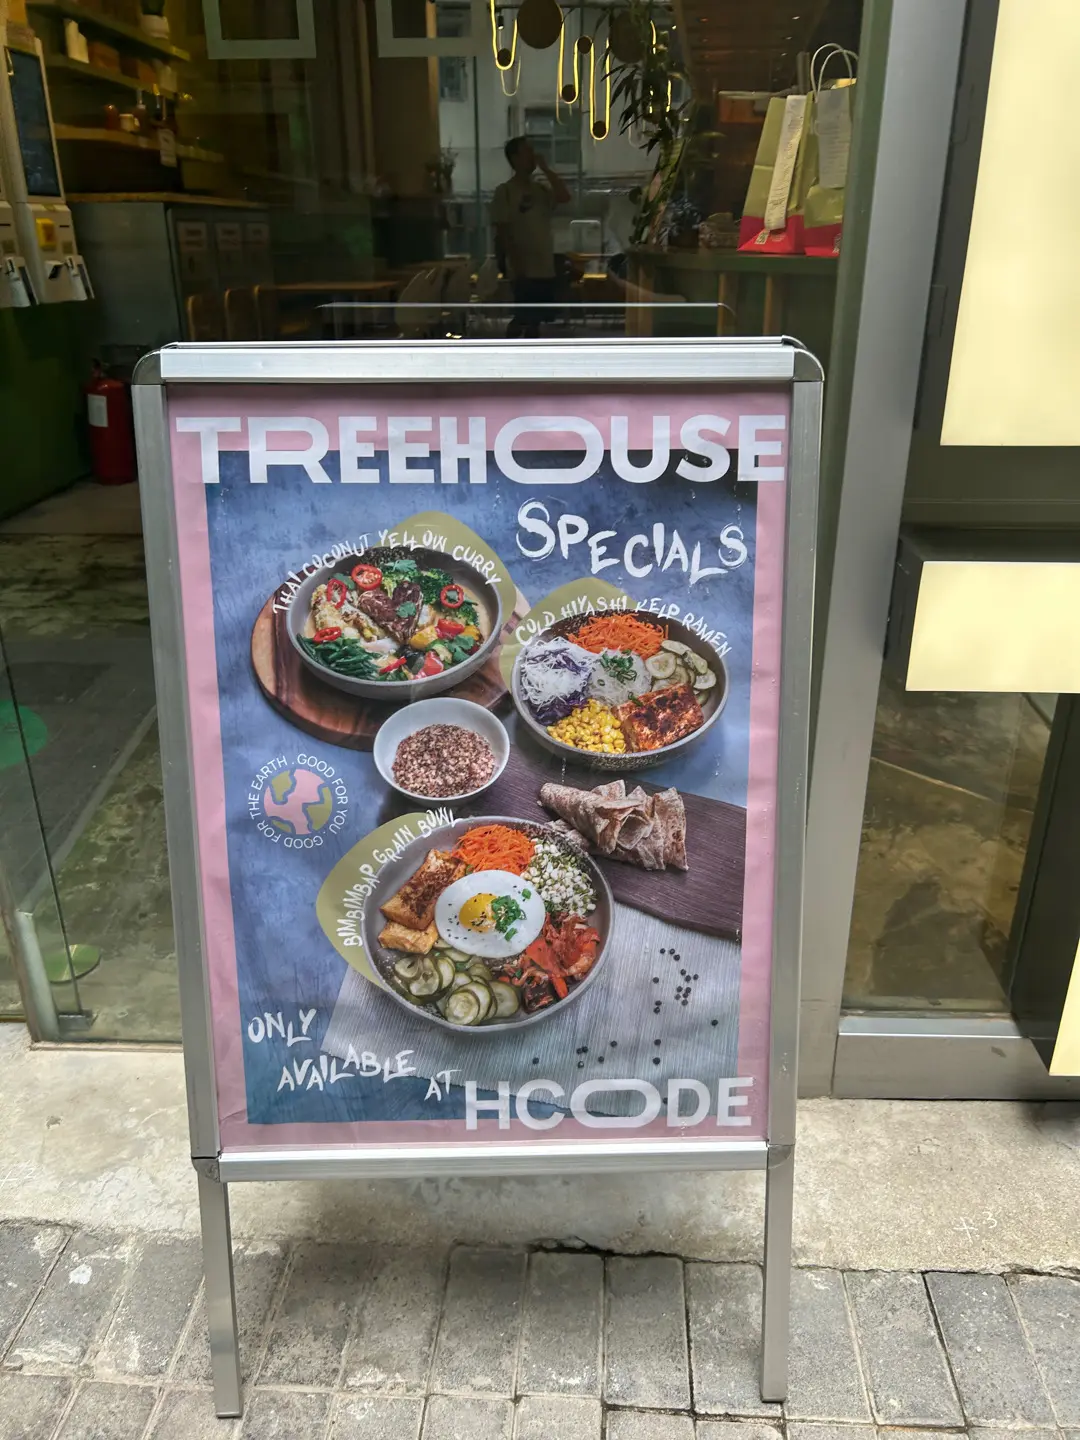 TREEHOUSE
SPECIALS
THAI COCONUT YELLOW CURRY
COLD HIYASHI KELP RAMEN
GOOD FOR THE EARTH . GOOD FOR YOU .
BIMBIMBAP GRAIN BOWL
ONLY
AVAILABLE
AT HCODE